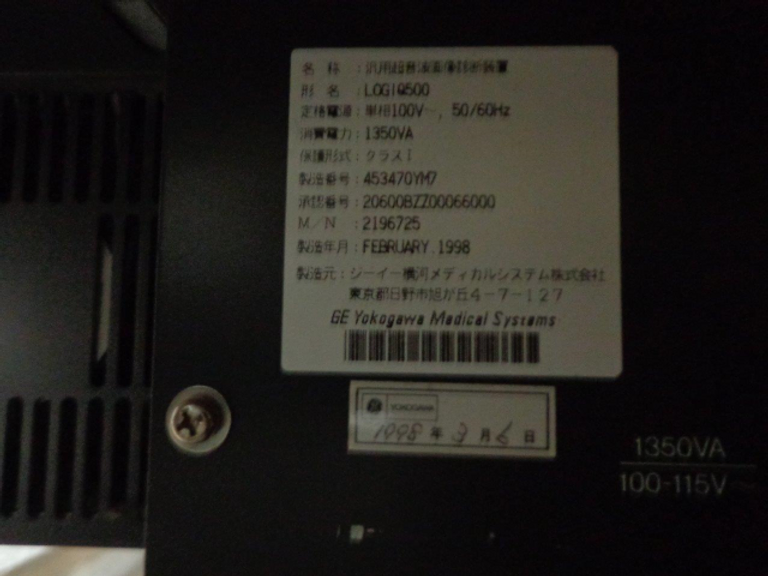 名 称 : 汎用超音波画像診断装置
形 名 : LOGIQ500
定格電源 : 単相100V～, 50/60Hz
消費電力 : 1350VA
保護形式 : クラスⅠ
製造番号 : 453470YM7
承認番号 : 20600BZZ00066000
M/N : 2196725
製造年月 : FEBRUARY.1998
製造元 : ジーイー横河メディカルシステム株式会社
東京都日野市旭が丘4-7-127
GE Yokogawa Medical Systems
YOKOGAWA
1998 年 3 月 6 日
1350VA
100-115V～